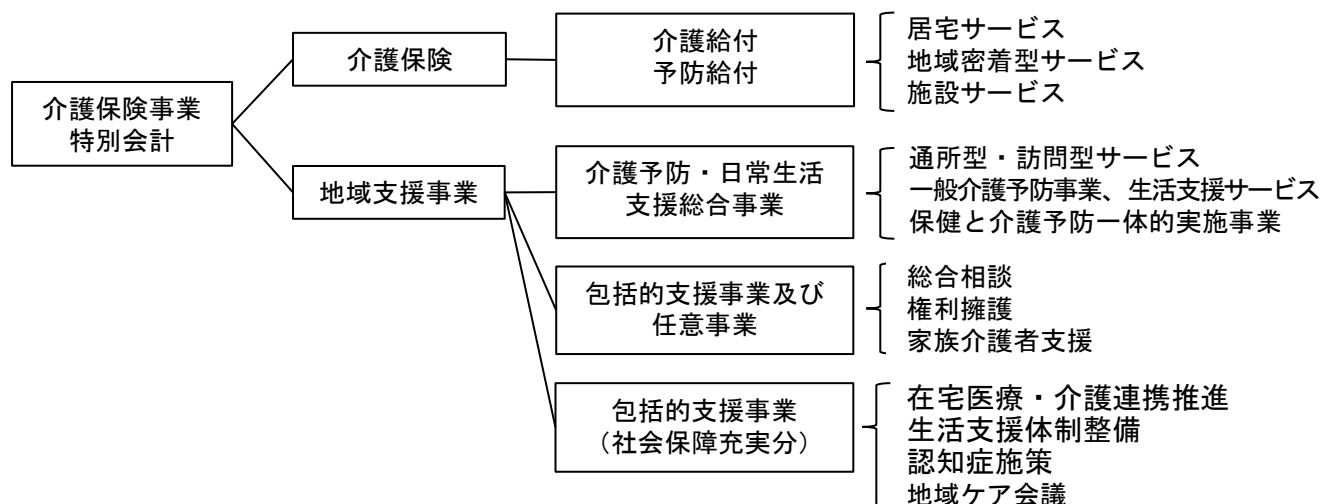 介護保険事業
特別会計
介護保険
介護給付
予防給付
居宅サービス
地域密着型サービス
施設サービス
地域支援事業
介護予防・日常生活
支援総合事業
通所型・訪問型サービス
一般介護予防事業、生活支援サービス
保健と介護予防一体的実施事業
包括的支援事業及び
任意事業
総合相談
権利擁護
家族介護者支援
包括的支援事業
（社会保障充実分）
在宅医療・介護連携推進
生活支援体制整備
認知症施策
地域ケア会議